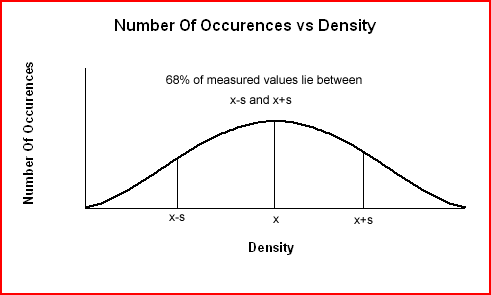 Number Of Occurences vs Density
68% of measured values lie between
x-s and x+s
Number Of Occurences
x-s
x
x+s
Density